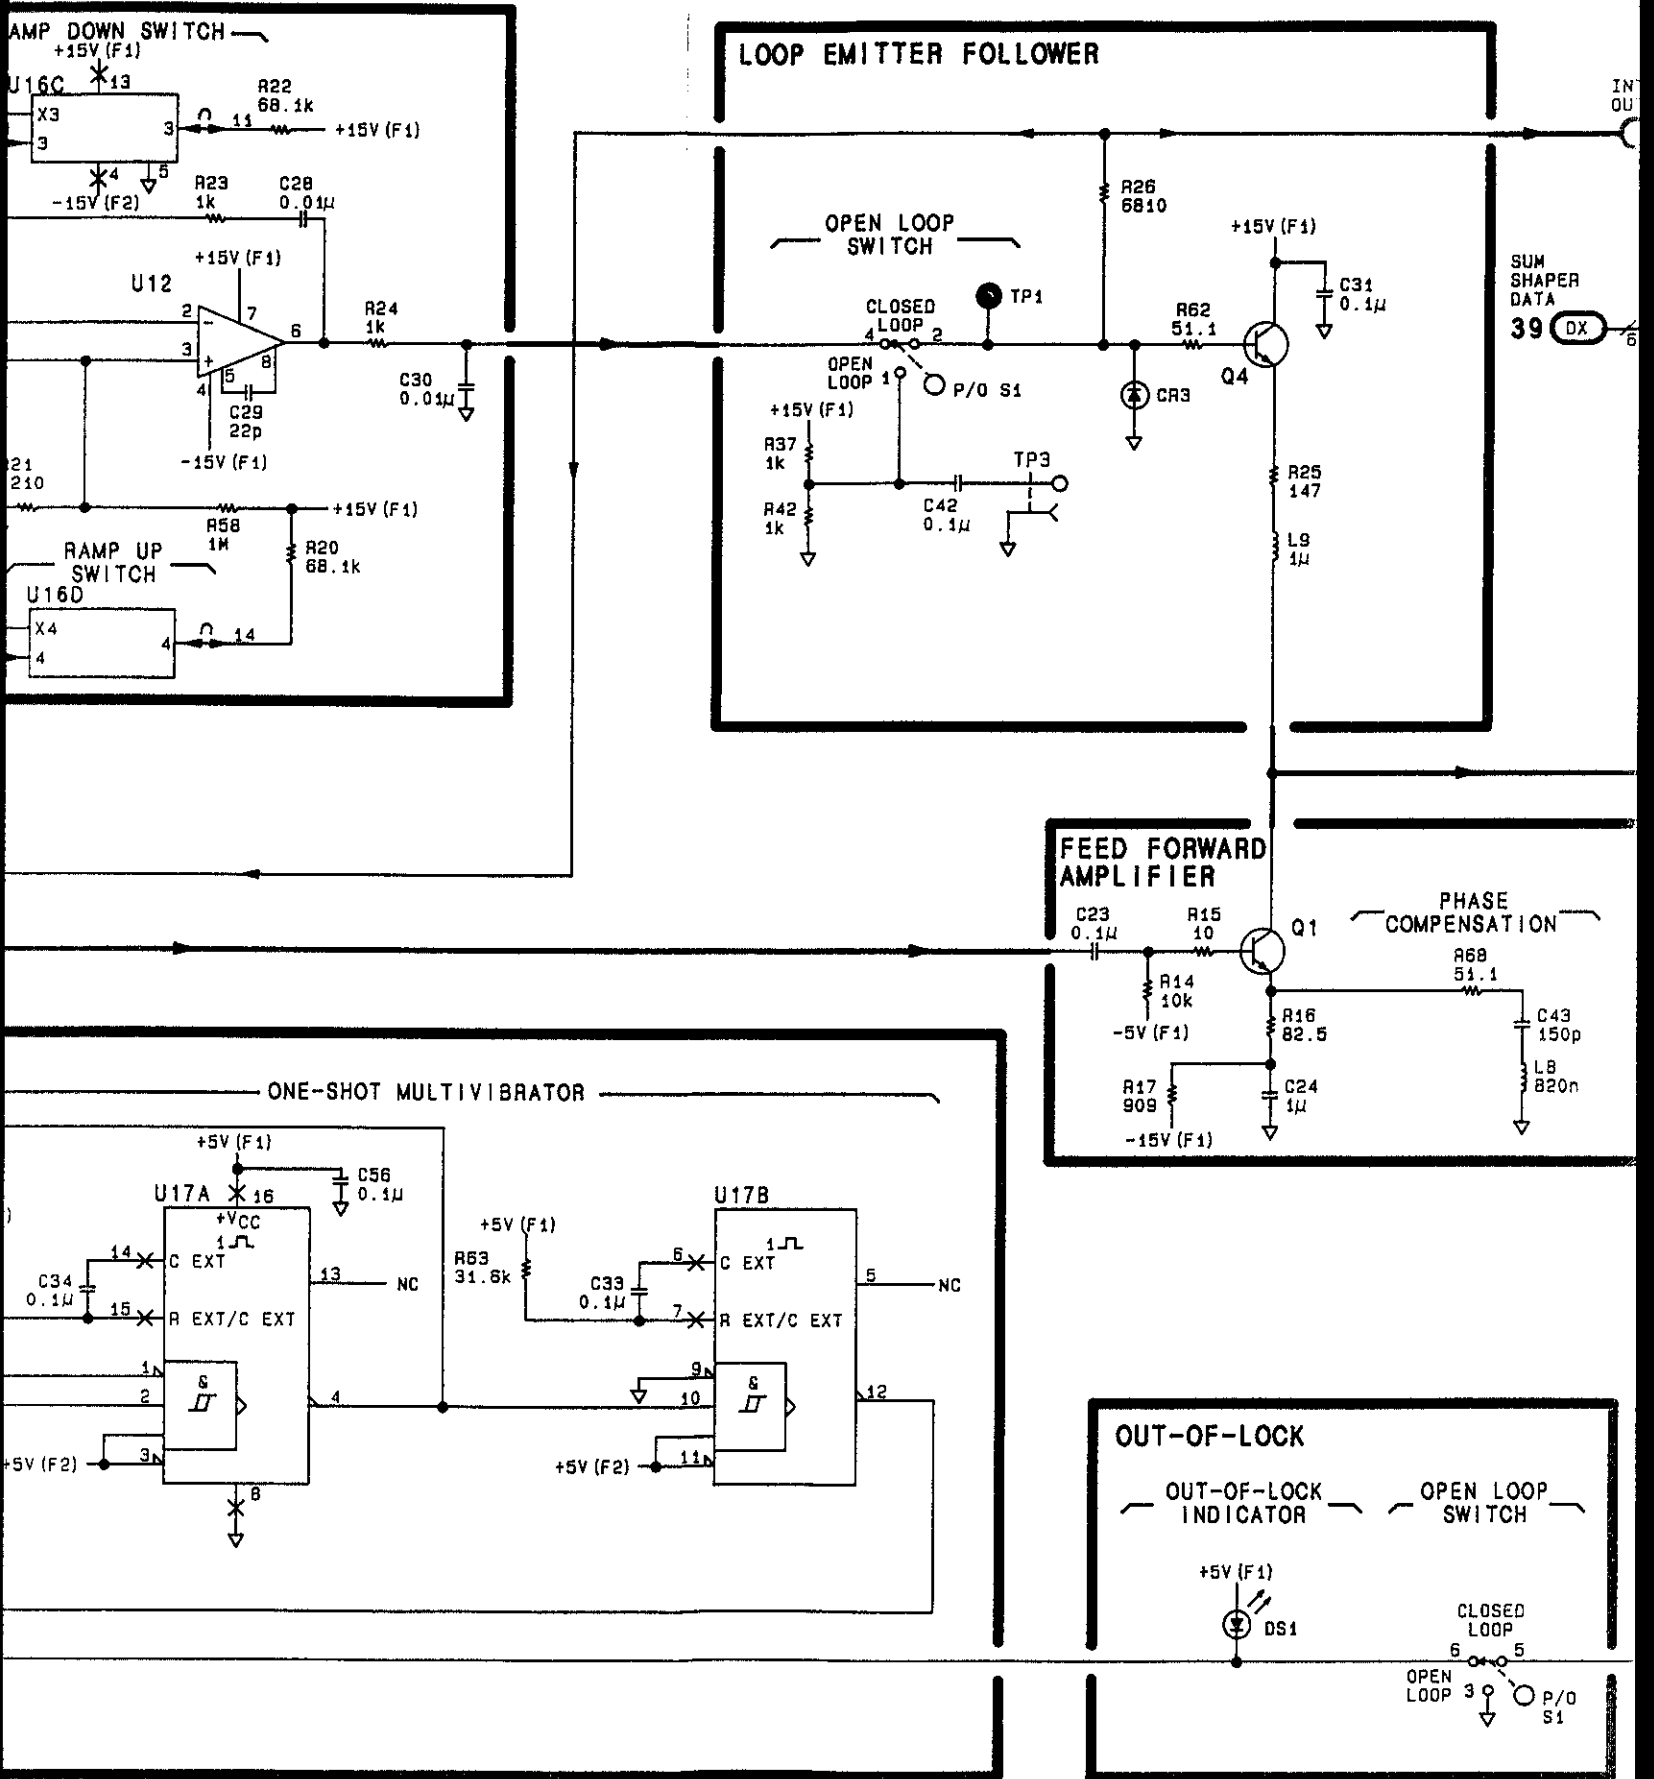 AMP DOWN SWITCH
+15V(F1)
U16C
13
X3
3
3
11
R22
68.1k
+15V(F1)
4
5
-15V(F2)
R23
1k
C28
0.01µ
+15V(F1)
U12
2
3
7
6
5
8
4
C29
22p
-15V(F1)
R24
1k
C30
0.01µ
21
210
R58
1M
+15V(F1)
R20
68.1k
RAMP UP
SWITCH
U16D
X4
4
4
14
LOOP EMITTER FOLLOWER
IN
OU
R26
6810
OPEN LOOP
SWITCH
+15V(F1)
C31
0.1µ
SUM
SHAPER
DATA
39 DX
6
TP1
CLOSED
LOOP
4
2
OPEN
LOOP 1
P/O S1
R62
51.1
Q4
CR3
+15V(F1)
R37
1k
R42
1k
C42
0.1µ
TP3
R25
147
L9
1µ
FEED FORWARD
AMPLIFIER
C23
0.1µ
R15
10
Q1
PHASE
COMPENSATION
R68
51.1
R14
10k
-5V(F1)
R16
82.5
C43
150p
R17
909
-15V(F1)
C24
1µ
L8
820n
ONE-SHOT MULTIVIBRATOR
+5V(F1)
C56
0.1µ
U17A
16
+VCC
1
14
C EXT
C34
0.1µ
15
R EXT/C EXT
13
NC
1
2
&
4
3
+5V(F2)
8
U17B
+5V(F1)
R63
31.6k
C33
0.1µ
6
1
C EXT
7
R EXT/C EXT
5
NC
9
10
&
12
11
+5V(F2)
OUT-OF-LOCK
OUT-OF-LOCK
INDICATOR
OPEN LOOP
SWITCH
+5V(F1)
DS1
CLOSED
LOOP
6
5
OPEN
LOOP 3
P/O
S1